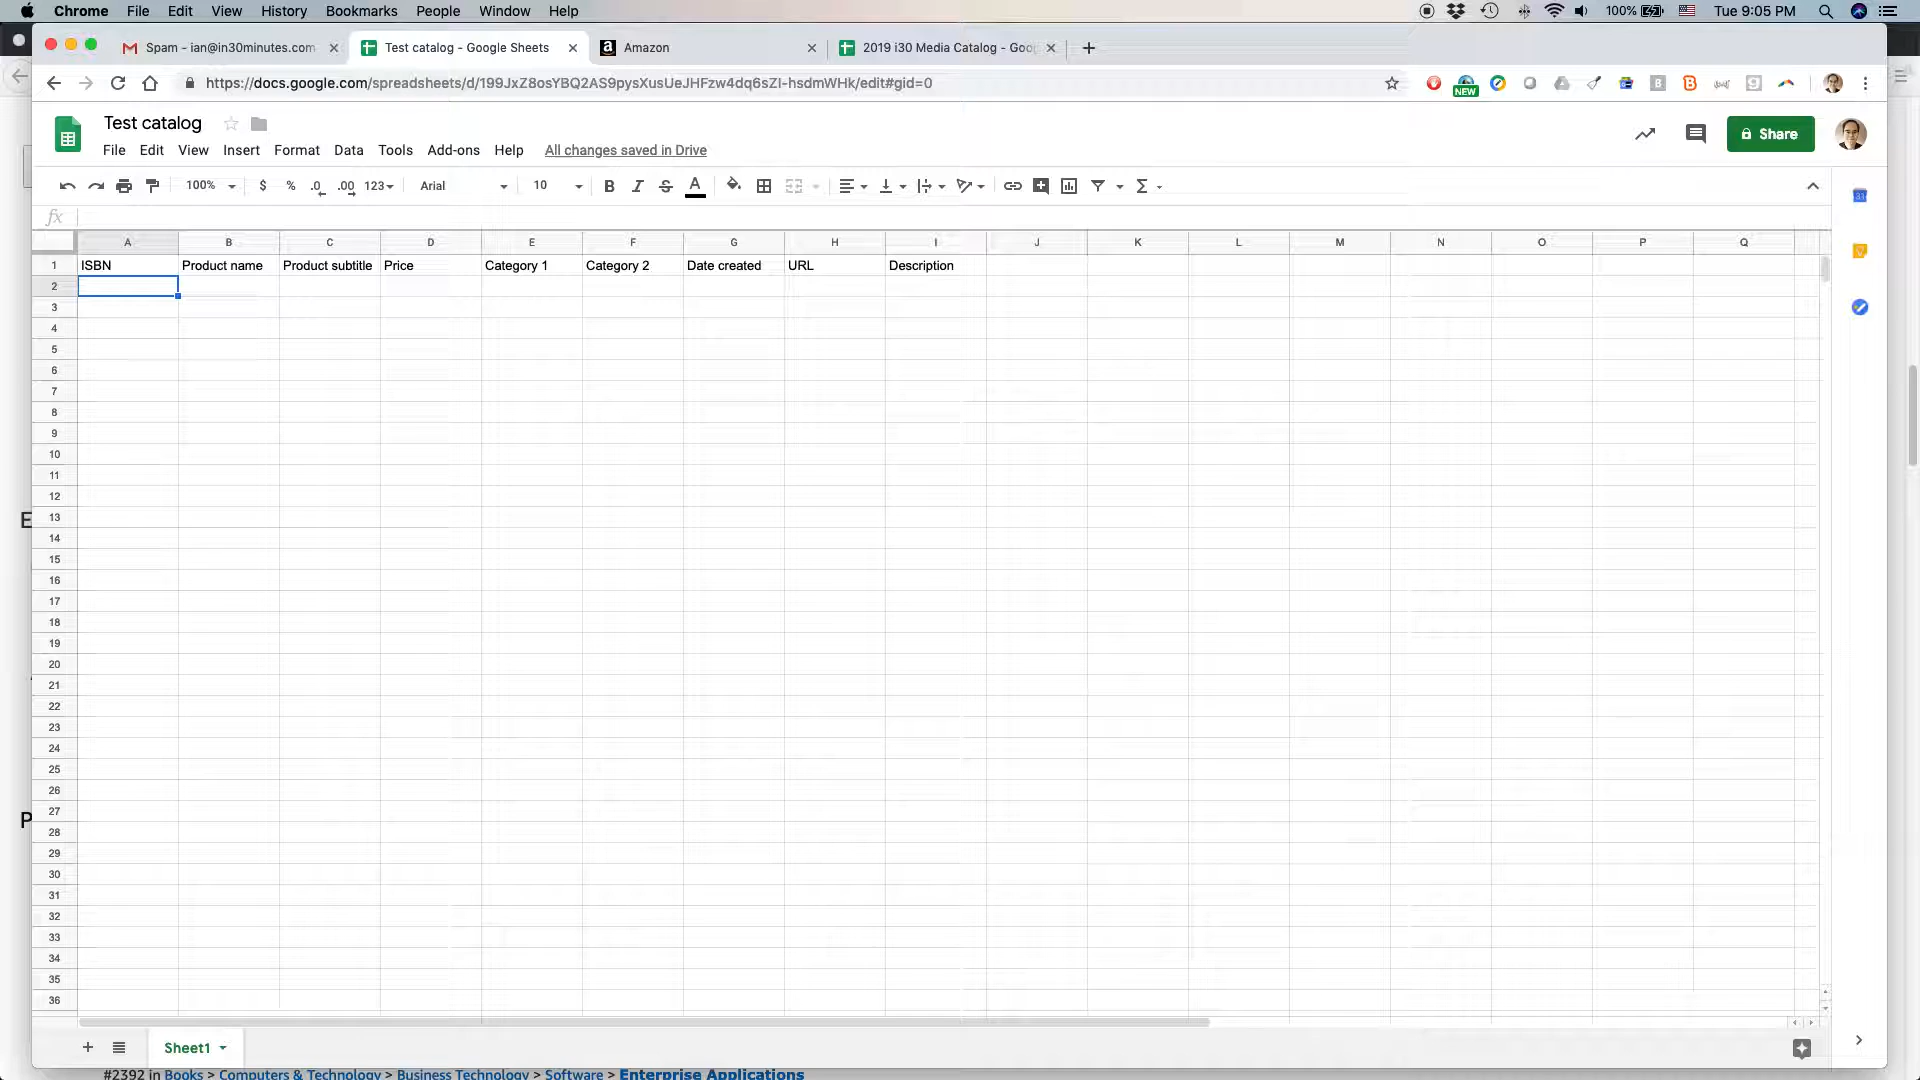 Chrome File Edit View History Bookmarks People Window Help 100% Tue 9:05 PM
Spam - ian@in30minutes.com Test catalog - Google Sheets Amazon 2019 i30 Media Catalog - Goo
https://docs.google.com/spreadsheets/d/199JxZ8osYBQ2AS9pysXusUeJHFzw4dq6sZI-hsdmWHk/edit#gid=0 NEW
Test catalog
File Edit View Insert Format Data Tools Add-ons Help All changes saved in Drive Share
100% $ % .0 .00 123 Arial 10 B I S A Σ
31
fx
A B C D E F G H I J K L M N O P Q
1 ISBN Product name Product subtitle Price Category 1 Category 2 Date created URL Description
2
3
4
5
6
7
8
9
10
11
12
13
14
15
16
17
18
19
20
21
22
23
24
25
26
27
28
29
30
31
32
33
34
35
36
E
P
+ Sheet1
#2392 in Books > Computers & Technology > Business Technology > Software > Enterprise Applications